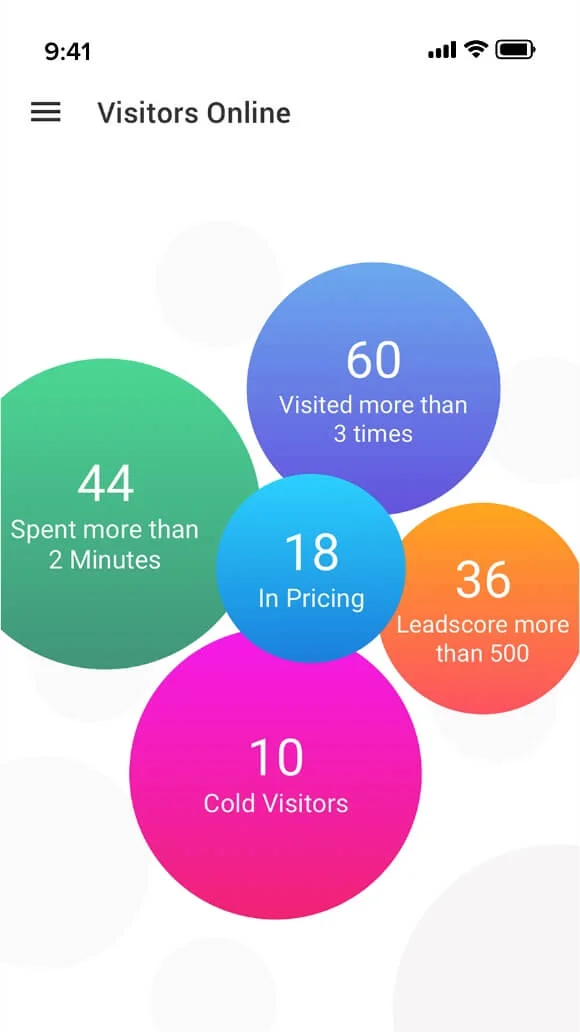 9:41
Visitors Online
60
Visited more than
3 times
44
Spent more than
2 Minutes
18
In Pricing
36
Leadscore more
than 500
10
Cold Visitors